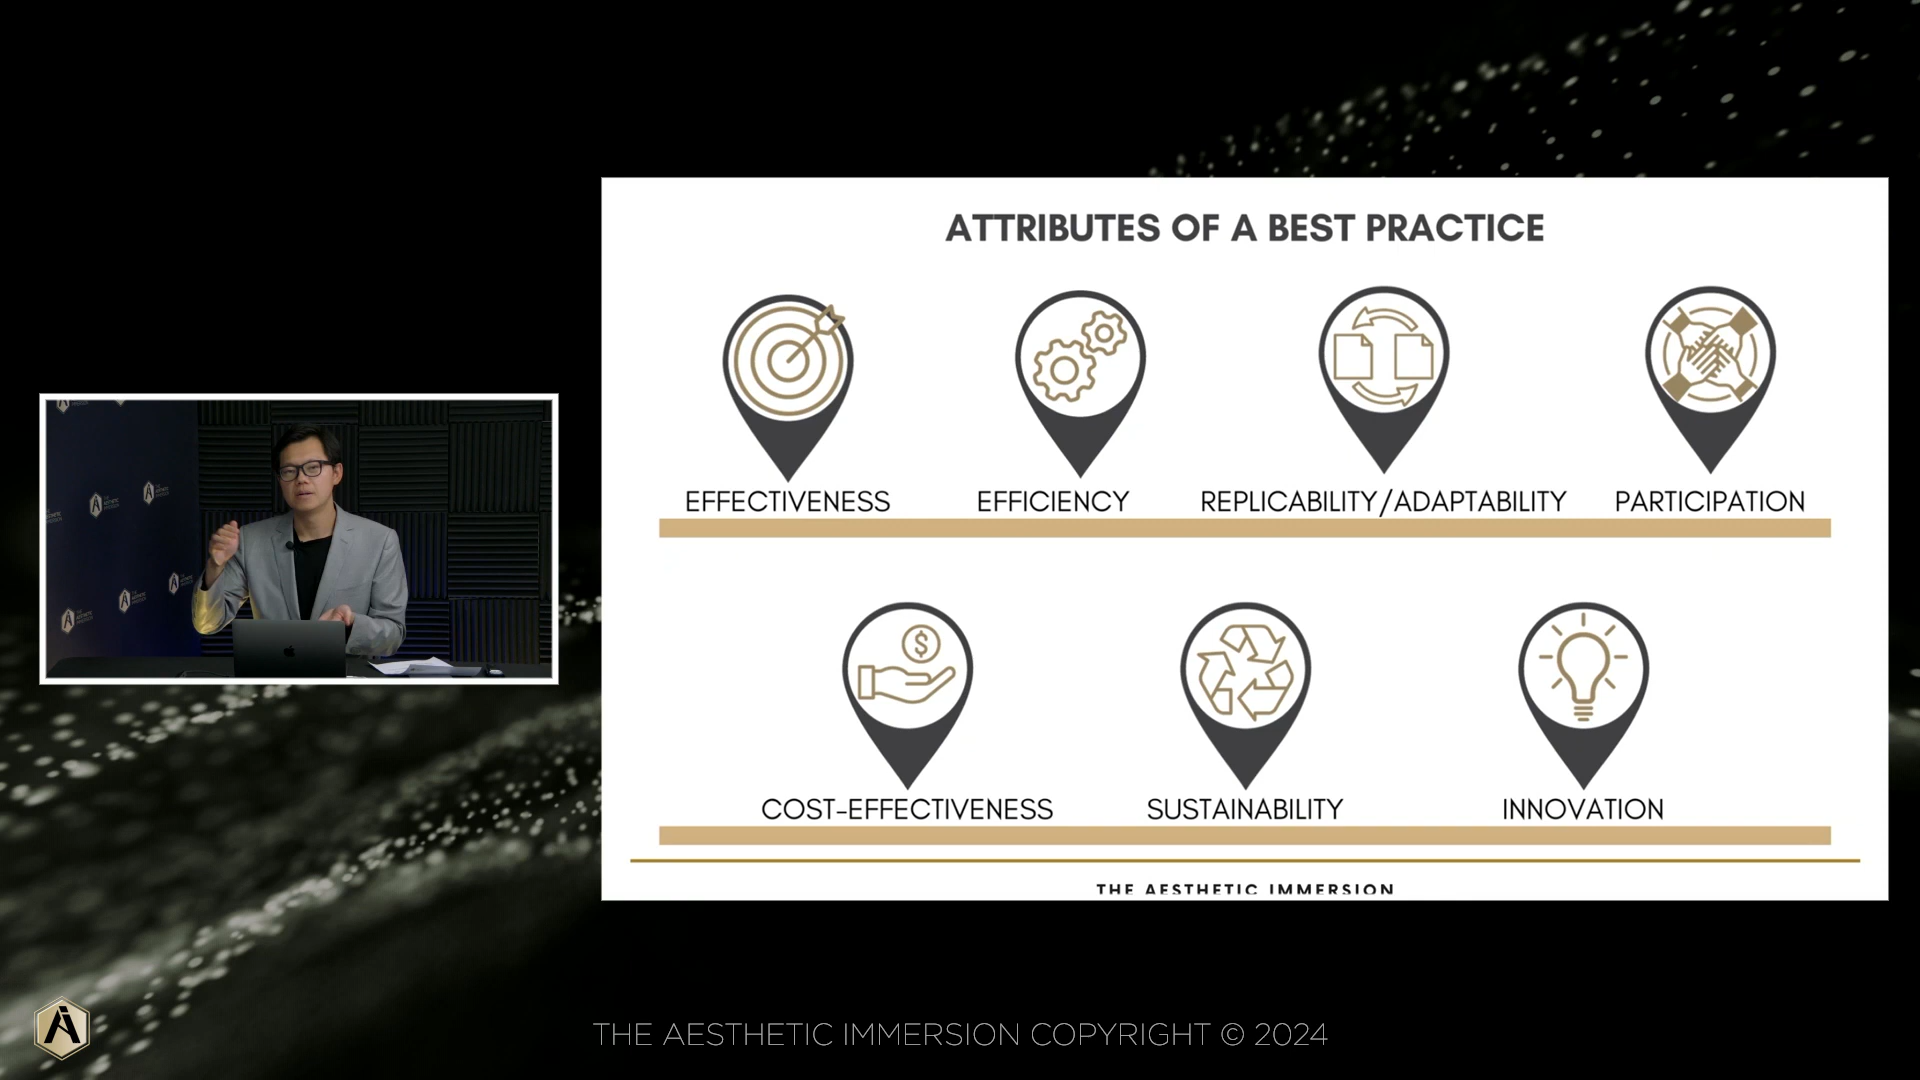 ATTRIBUTES OF A BEST PRACTICE
EFFECTIVENESS
EFFICIENCY
REPLICABILITY/ADAPTABILITY
PARTICIPATION
$
COST-EFFECTIVENESS
SUSTAINABILITY
INNOVATION
THE AESTHETIC IMMERSION
THE AESTHETIC IMMERSION COPYRIGHT © 2024